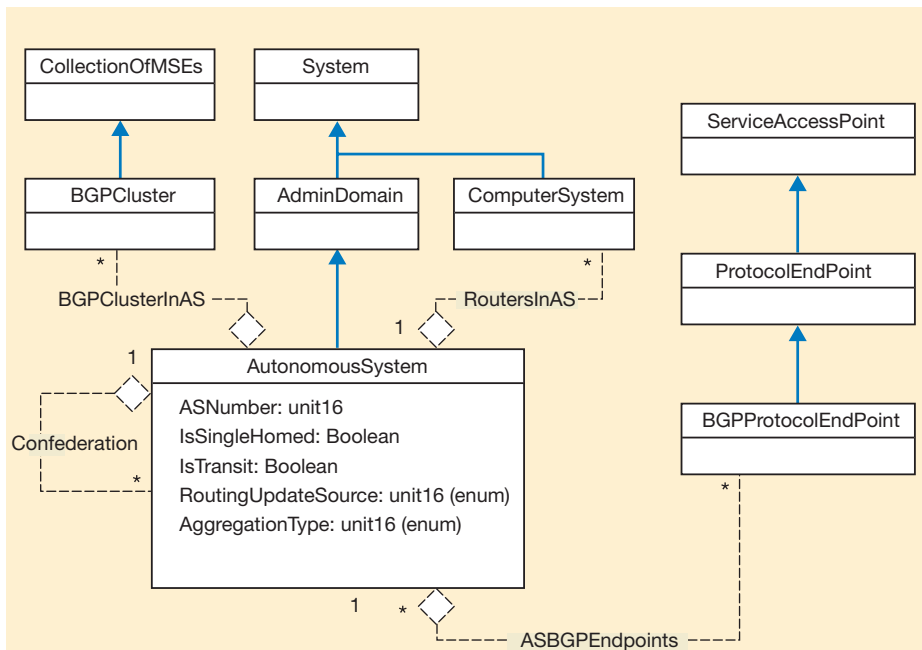 CollectionOfMSEs
System
ServiceAccessPoint
BGPCluster
AdminDomain
ComputerSystem
*
*
ProtocolEndPoint
BGPClusterInAS
RoutersInAS
1
1
AutonomousSystem
ASNumber: unit16
IsSingleHomed: Boolean
IsTransit: Boolean
RoutingUpdateSource: unit16 (enum)
AggregationType: unit16 (enum)
Confederation
*
BGPProtocolEndPoint
*
1
*
ASBGPEndpoints